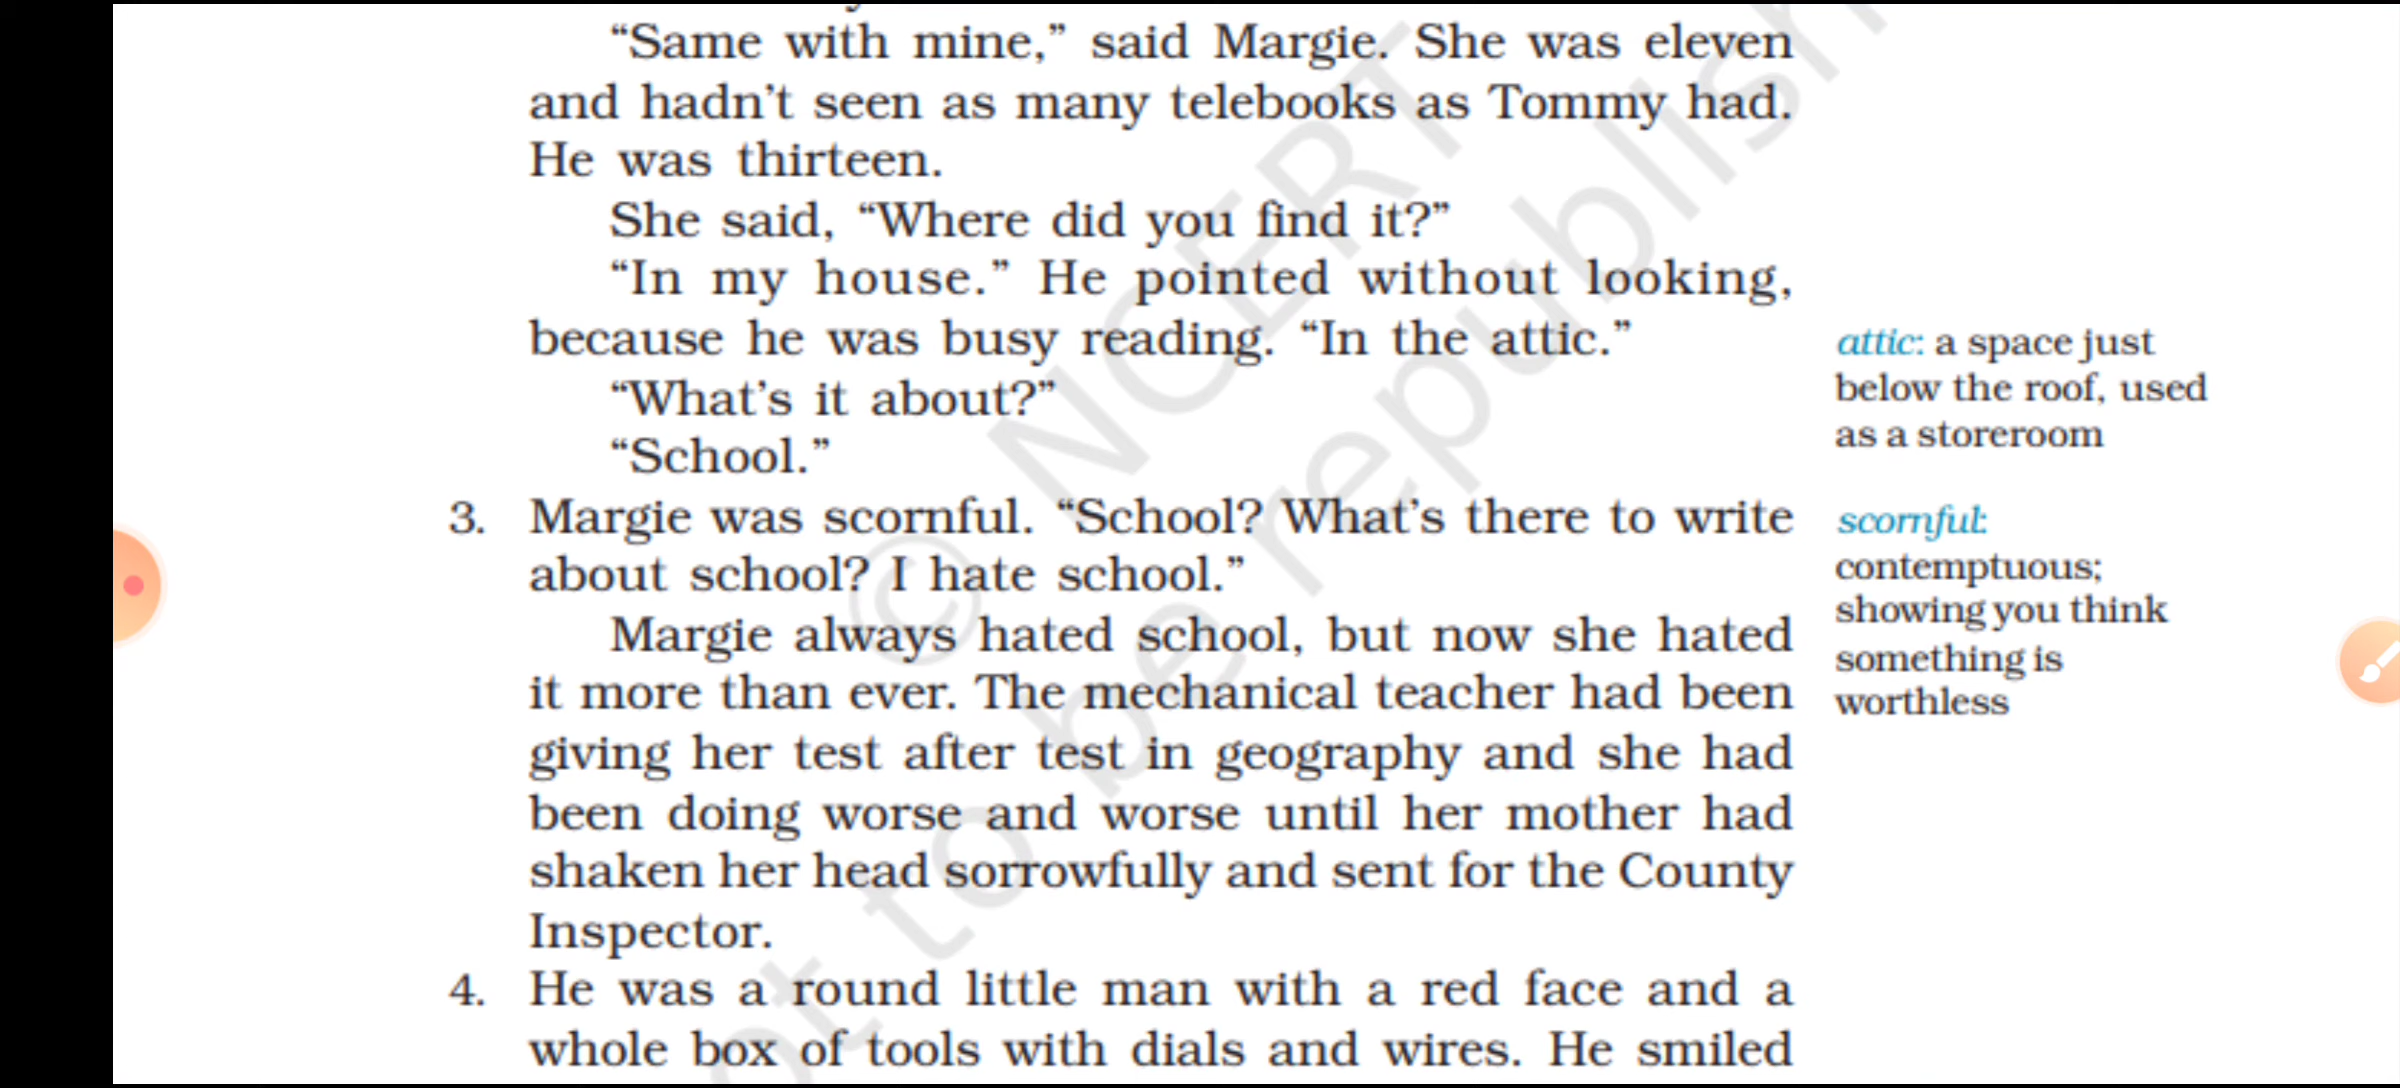 “Same with mine,” said Margie. She was eleven
and hadn’t seen as many telebooks as Tommy had.
He was thirteen.
She said, “Where did you find it?”
“In my house.” He pointed without looking,
because he was busy reading. “In the attic.”
“What’s it about?”
“School.”
attic: a space just
below the roof, used
as a storeroom
3. Margie was scornful. “School? What’s there to write
about school? I hate school.”
Margie always hated school, but now she hated
it more than ever. The mechanical teacher had been
giving her test after test in geography and she had
been doing worse and worse until her mother had
shaken her head sorrowfully and sent for the County
Inspector.
scornful:
contemptuous;
showing you think
something is
worthless
4. He was a round little man with a red face and a
whole box of tools with dials and wires. He smiled
© NCERT
not to be republish